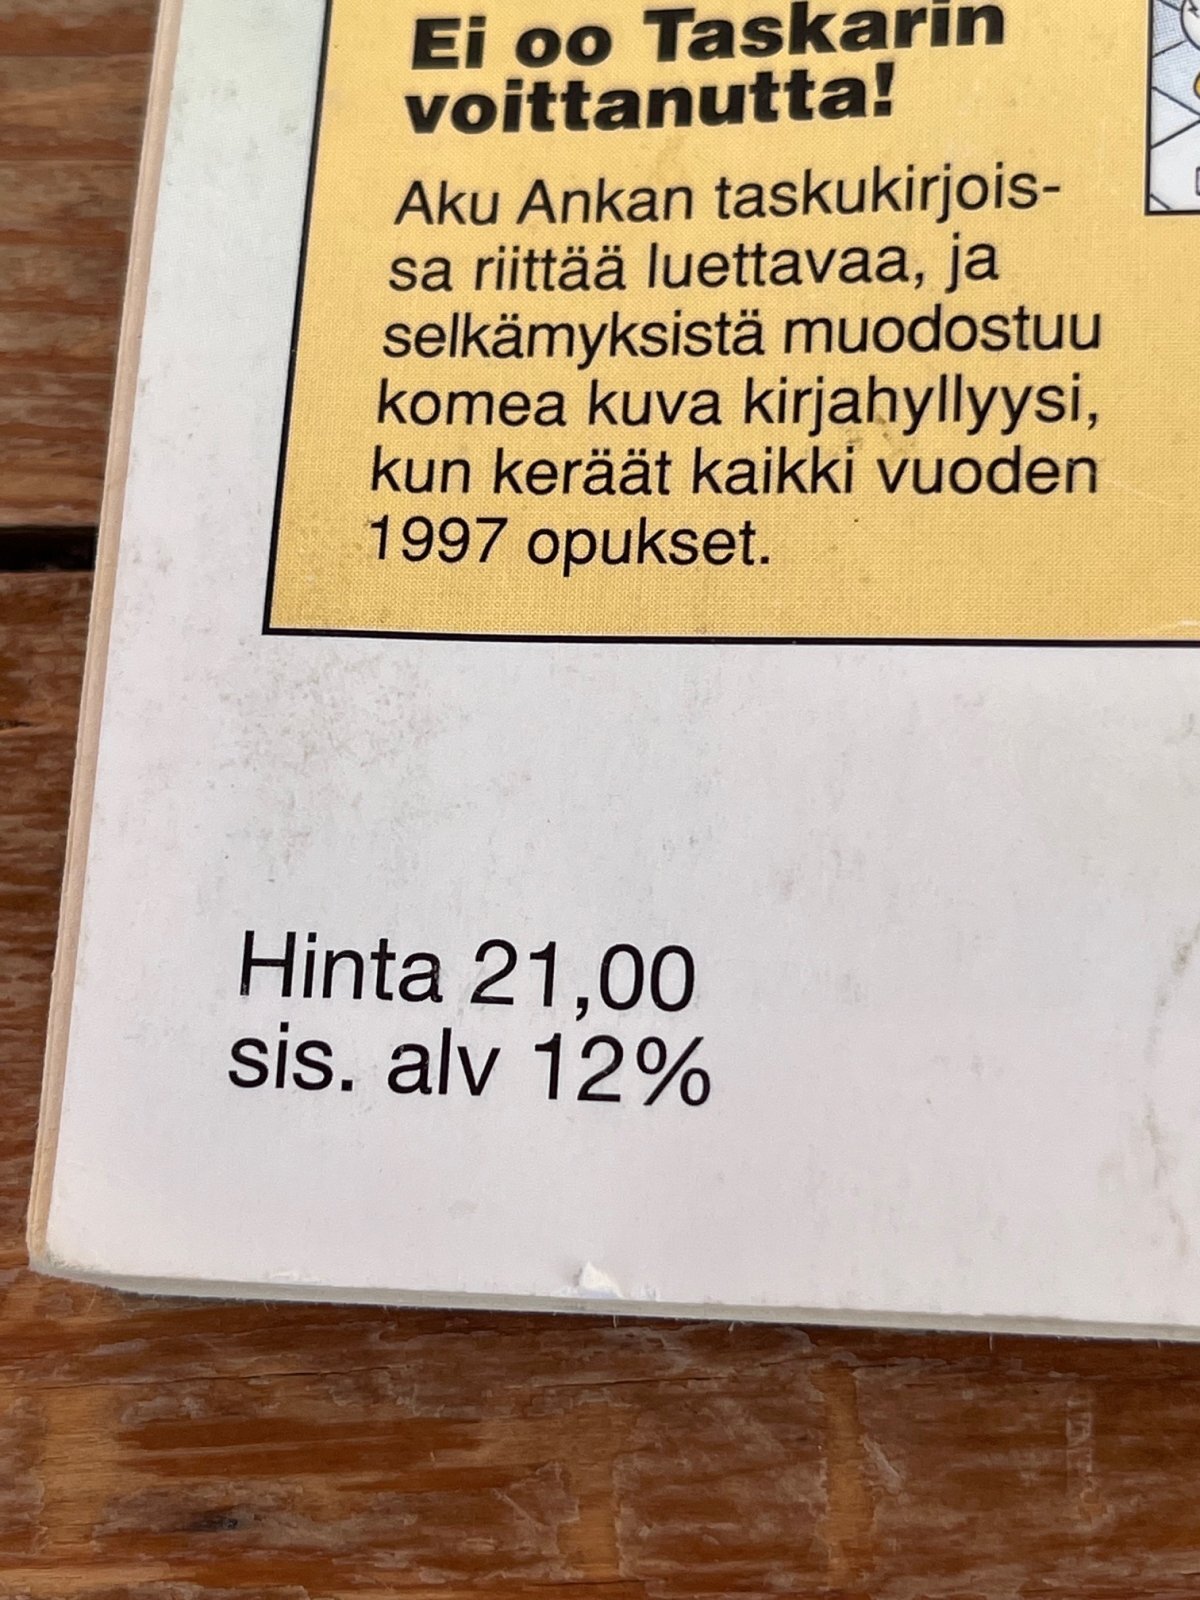 Ei oo Taskarin
voittanutta!
Aku Ankan taskukirjois-
sa riittää luettavaa, ja
selkämyksistä muodostuu
komea kuva kirjahyllyysi,
kun keräät kaikki vuoden
1997 opukset.
Hinta 21,00
sis. alv 12%